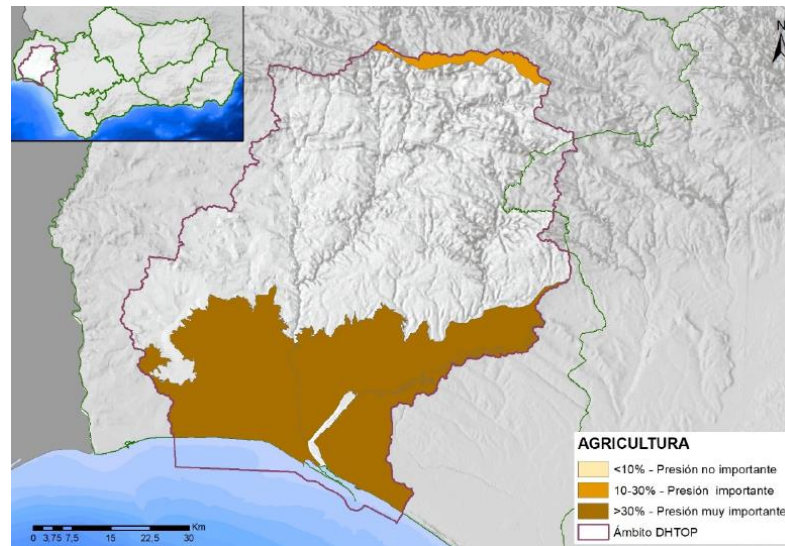 N
AGRICULTURA
<10% - Presión no importante
10-30% - Presión importante
>30% - Presión muy importante
Ámbito DHTOP
Km
0 3,75 7,5 15 22,5 30